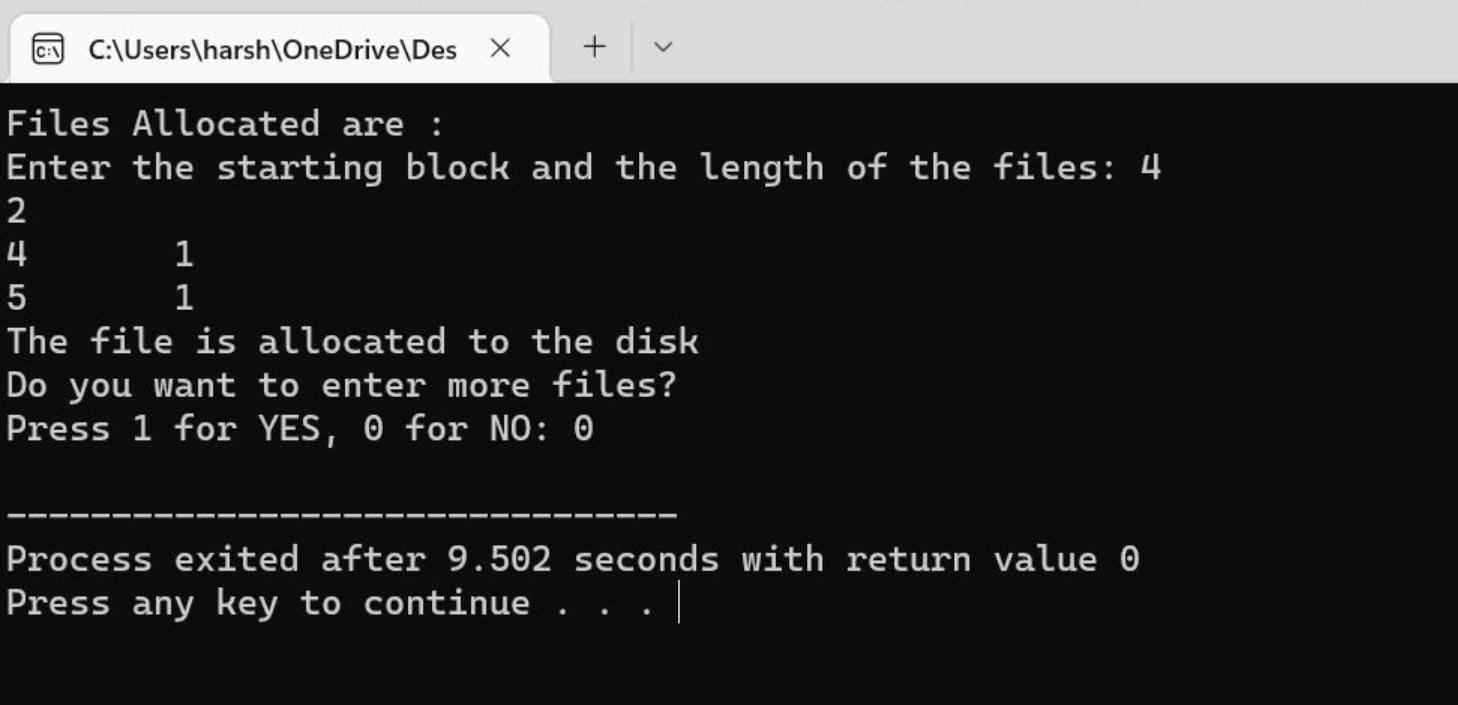 C:\Users\harsh\OneDrive\Des
Files Allocated are :
Enter the starting block and the length of the files: 4
2
4       1
5       1
The file is allocated to the disk
Do you want to enter more files?
Press 1 for YES, 0 for NO: 0
--------------------------------
Process exited after 9.502 seconds with return value 0
Press any key to continue . . .